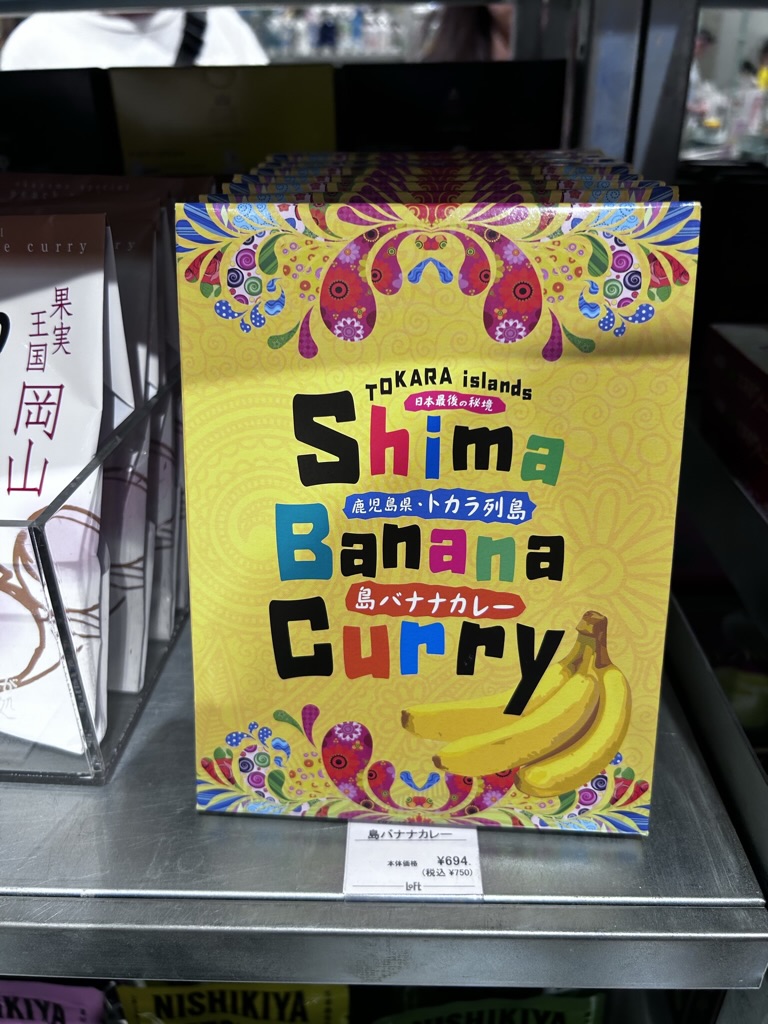 e curry
果実
王国
岡山
TOKARA islands
日本最後の秘境
Shima
鹿児島県・トカラ列島
Banana
島バナナカレー
Curry
島バナナカレー
本体価格 ¥694.
(税込 ¥750)
Loft
NISHIKIYA